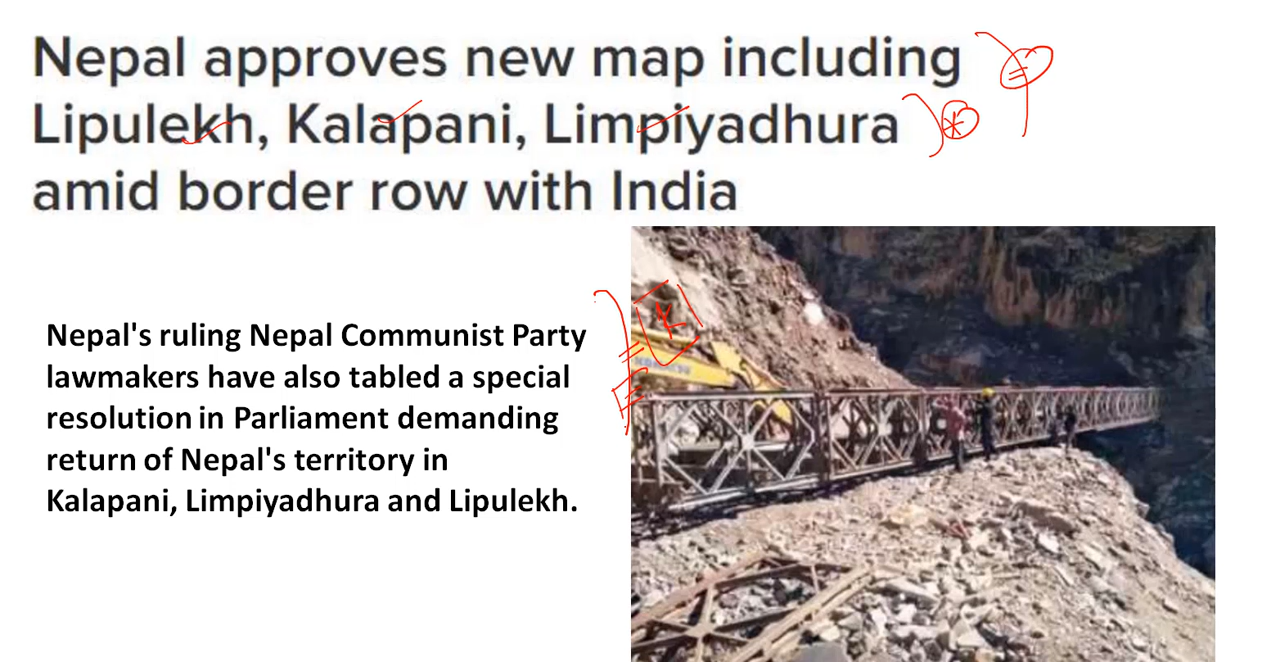 Nepal approves new map including
Lipulekh, Kalapani, Limpiyadhura
amid border row with India
Nepal's ruling Nepal Communist Party
lawmakers have also tabled a special
resolution in Parliament demanding
return of Nepal's territory in
Kalapani, Limpiyadhura and Lipulekh.